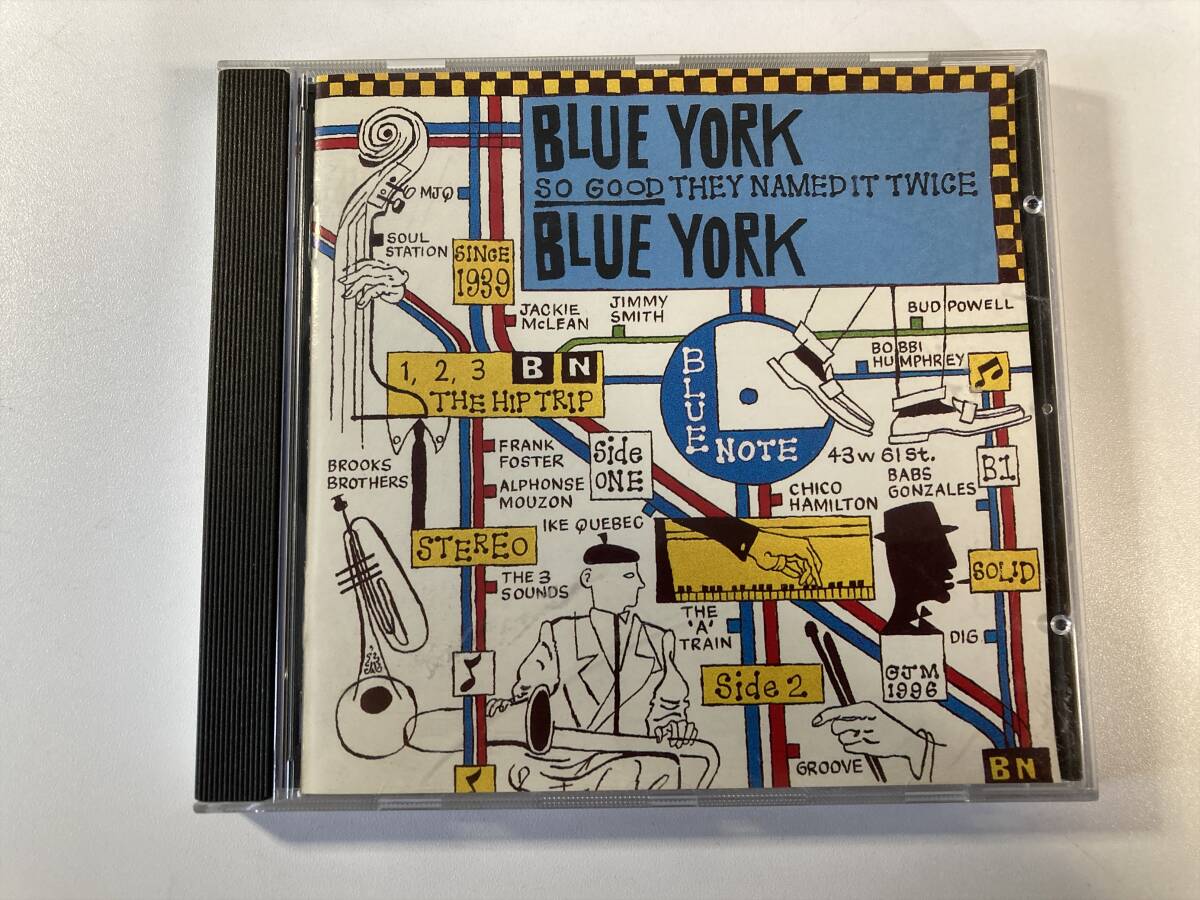 BLUE YORK
SO GOOD THEY NAMED IT TWICE
BLUE YORK
MJQ
SOUL
STATION
SINCE
1939
JACKIE
McLEAN
JIMMY
SMITH
BUD POWELL
BOBBI
HUMPHREY
1, 2, 3 BN
THE HIP TRIP
BLUE
NOTE
BROOKS
BROTHERS
FRANK
FOSTER
ALPHONSE
MOUZON
Side
ONE
43 W 61 St.
BABS
GONZALES
B1
CHICO
HAMILTON
IKE QUEBEC
STEREO
THE 3
SOUNDS
SOLID
THE
'A'
TRAIN
DIG
Side 2
GJM
1996
GROOVE
BN